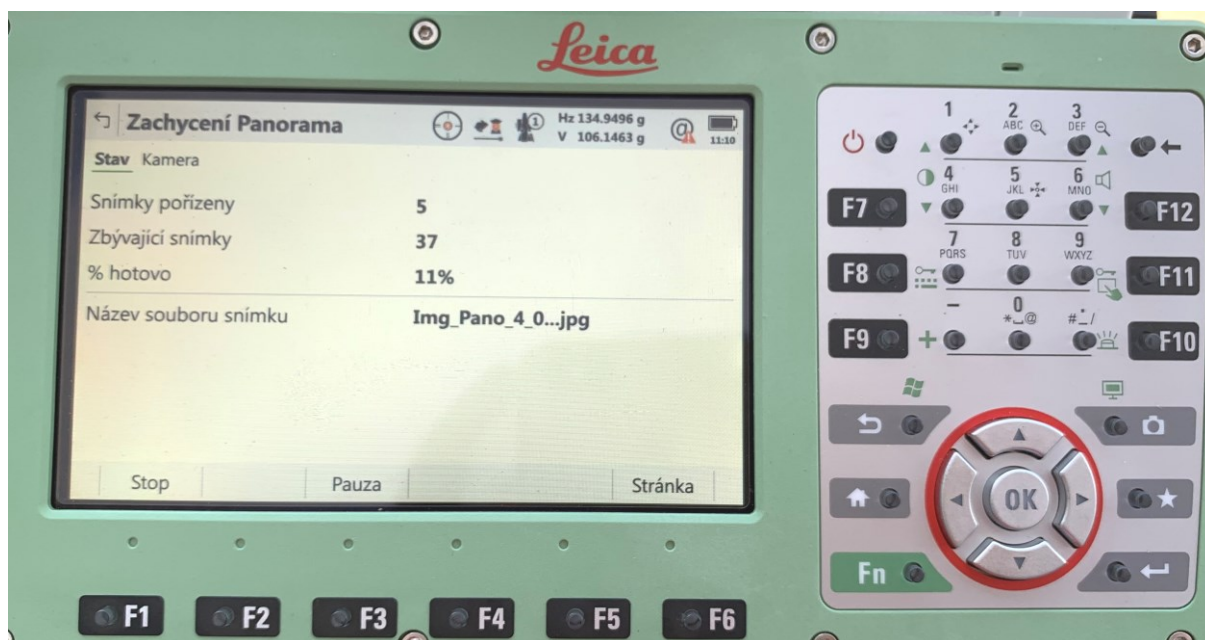 Leica
Zachycení Panorama
1
Hz 134.9496 g
V 106.1463 g
11:10
Stav Kamera
Snímky pořízeny 5
Zbývající snímky 37
% hotovo 11%
Název souboru snímku Img_Pano_4_0...jpg
Stop Pauza Stránka
F1 F2 F3 F4 F5 F6
1 2 3
ABC DEF
4 5 6
GHI JKL MNO
F7 F12
7 8 9
PQRS TUV WXYZ
F8 F11
- 0 .
*⎵@ #_/
F9 + F10
OK
Fn